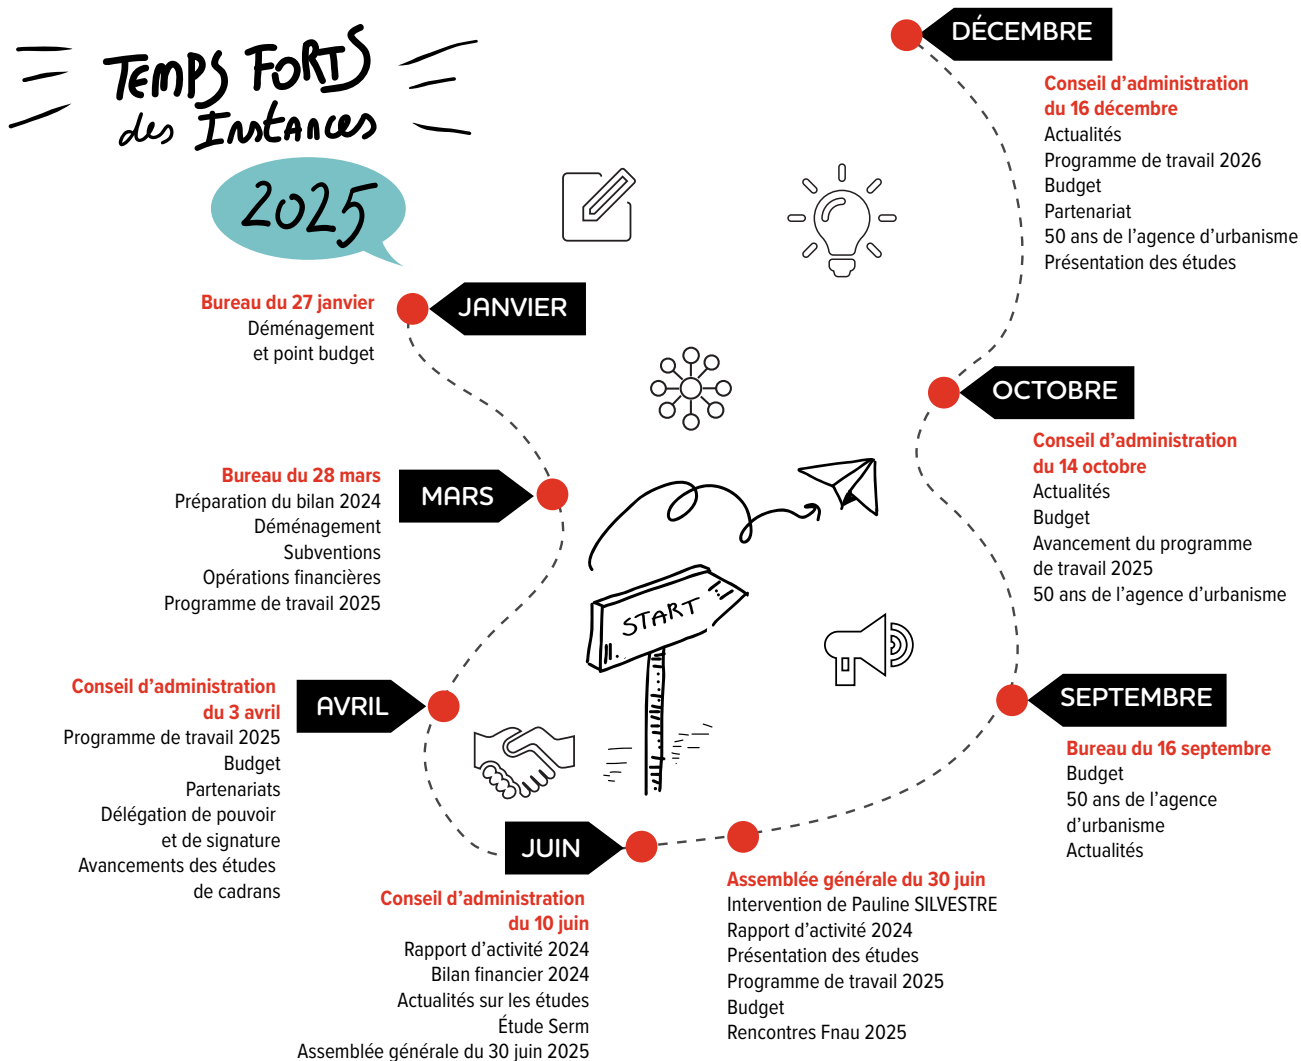 TEMPS FORTS
des INSTANCES
2025
JANVIER
Bureau du 27 janvier
Déménagement
et point budget
MARS
Bureau du 28 mars
Préparation du bilan 2024
Déménagement
Subventions
Opérations financières
Programme de travail 2025
AVRIL
Conseil d’administration
du 3 avril
Programme de travail 2025
Budget
Partenariats
Délégation de pouvoir
et de signature
Avancements des études
de cadrans
JUIN
Conseil d’administration
du 10 juin
Rapport d’activité 2024
Bilan financier 2024
Actualités sur les études
Étude Serm
Assemblée générale du 30 juin 2025
Assemblée générale du 30 juin
Intervention de Pauline SILVESTRE
Rapport d’activité 2024
Présentation des études
Programme de travail 2025
Budget
Rencontres Fnau 2025
SEPTEMBRE
Bureau du 16 septembre
Budget
50 ans de l’agence
d’urbanisme
Actualités
OCTOBRE
Conseil d’administration
du 14 octobre
Actualités
Budget
Avancement du programme
de travail 2025
50 ans de l’agence d’urbanisme
DÉCEMBRE
Conseil d’administration
du 16 décembre
Actualités
Programme de travail 2026
Budget
Partenariat
50 ans de l’agence d’urbanisme
Présentation des études
START